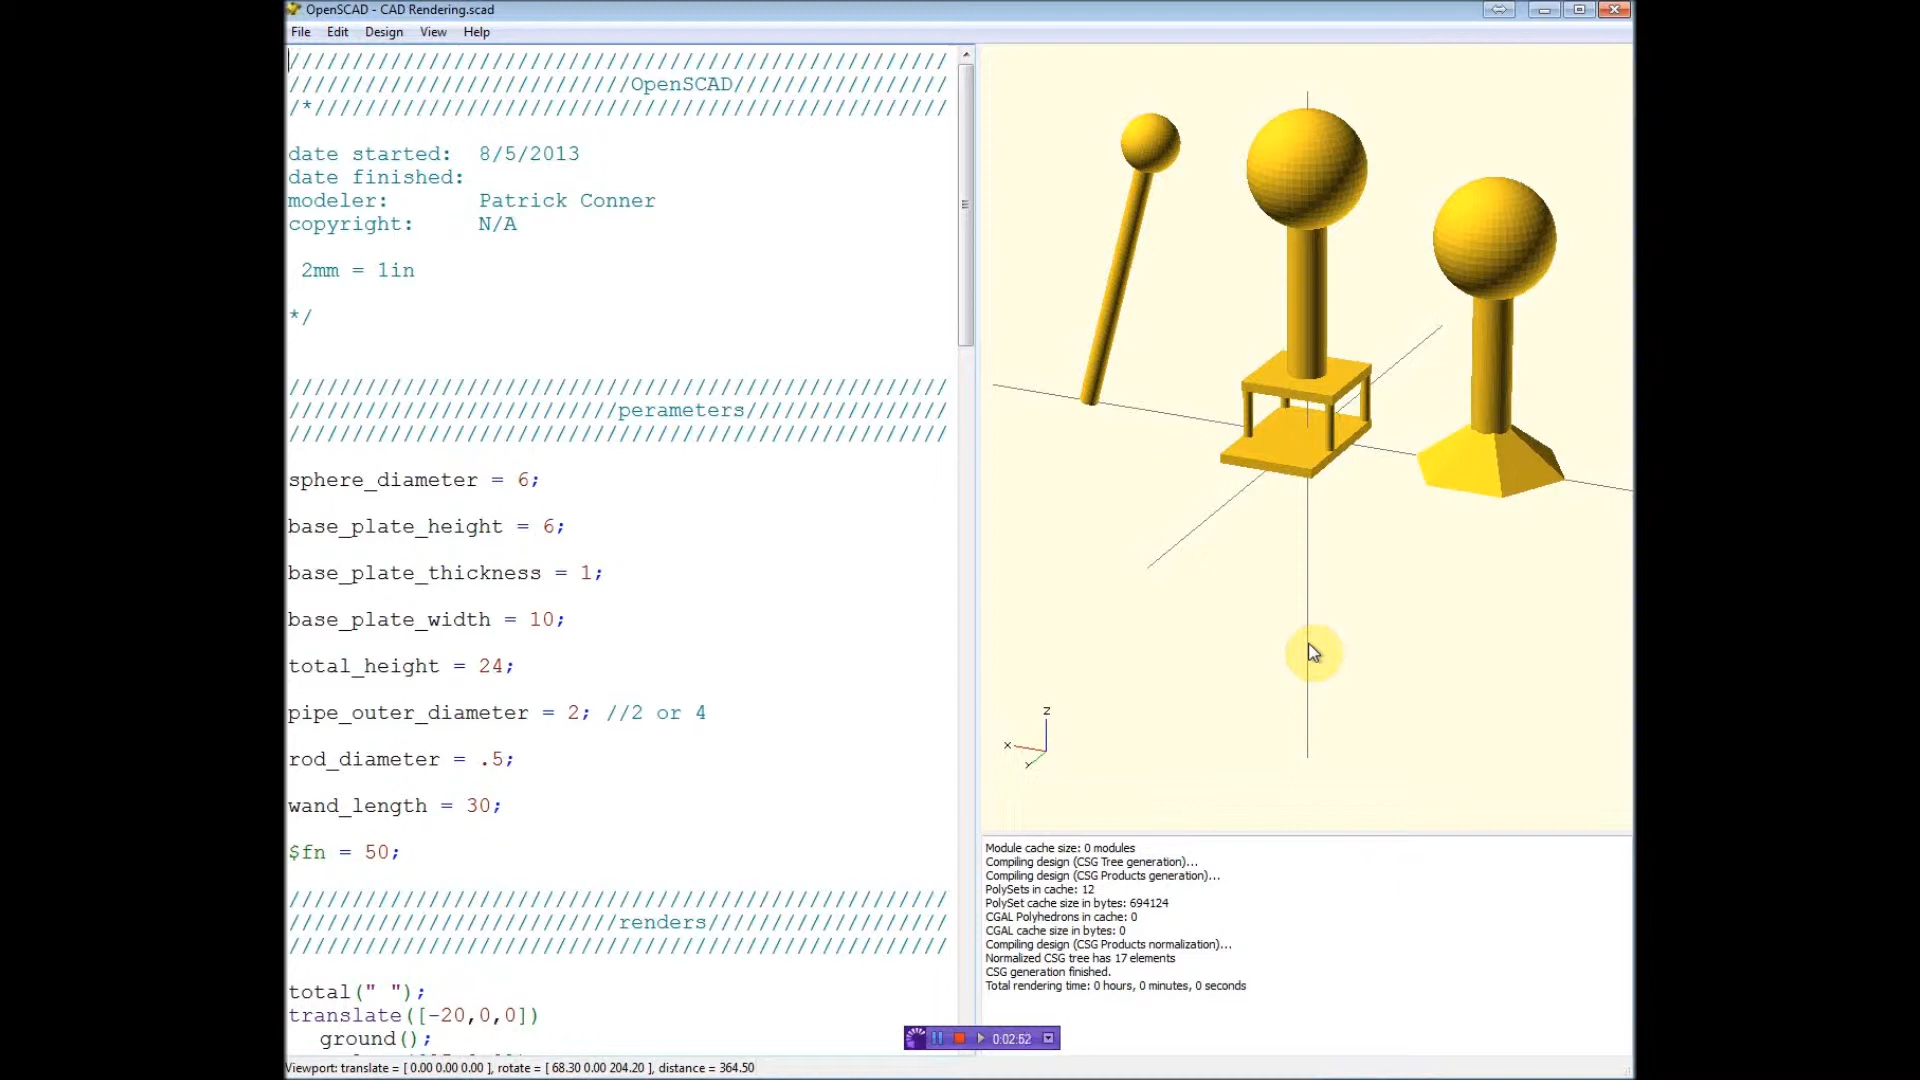 OpenSCAD - CAD Rendering.scad
File Edit Design View Help
////////////////////////////////////////////////////
///////////////////////////OpenSCAD/////////////////
/*//////////////////////////////////////////////////
date started: 8/5/2013
date finished:
modeler: Patrick Conner
copyright: N/A
2mm = 1in
*/
////////////////////////////////////////////////////
//////////////////////////perameters////////////////
////////////////////////////////////////////////////
sphere_diameter = 6;
base_plate_height = 6;
base_plate_thickness = 1;
base_plate_width = 10;
total_height = 24;
pipe_outer_diameter = 2; //2 or 4
rod_diameter = .5;
wand_length = 30;
$fn = 50;
////////////////////////////////////////////////////
//////////////////////////renders///////////////////
////////////////////////////////////////////////////
total(" ");
translate([-20,0,0])
ground();
Z
X
Y
Module cache size: 0 modules
Compiling design (CSG Tree generation)...
Compiling design (CSG Products generation)...
PolySets in cache: 12
PolySet cache size in bytes: 694124
CGAL Polyhedrons in cache: 0
CGAL cache size in bytes: 0
Compiling design (CSG Products normalization)...
Normalized CSG tree has 17 elements
CSG generation finished.
Total rendering time: 0 hours, 0 minutes, 0 seconds
0:02:52
Viewport: translate = [ 0.00 0.00 0.00 ], rotate = [ 68.30 0.00 204.20 ], distance = 364.50